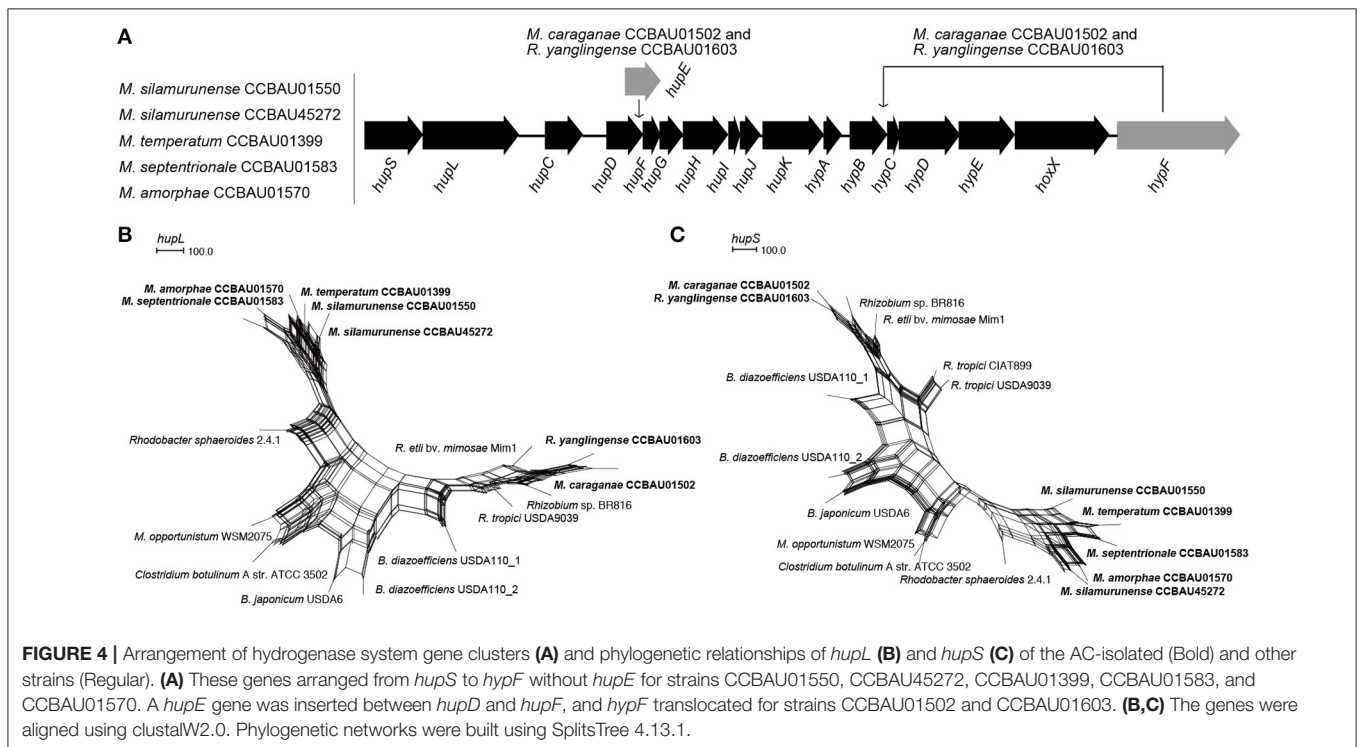 A
M. caraganae CCBAU01502 and
R. yanglingense CCBAU01603
M. caraganae CCBAU01502 and
R. yanglingense CCBAU01603
hupE
M. silamurunense CCBAU01550
M. silamurunense CCBAU45272
M. temperatum CCBAU01399
M. septentrionale CCBAU01583
M. amorphae CCBAU01570
hupS
hupL
hupC
hupD
hupF
hupG
hupH
hupI
hupJ
hupK
hypA
hypB
hypC
hypD
hypE
hoxX
hypF
B
hupL
100.0
M. amorphae CCBAU01570
M. septentrionale CCBAU01583
M. temperatum CCBAU01399
M. silamurunense CCBAU01550
M. silamurunense CCBAU45272
Rhodobacter sphaeroides 2.4.1
R. etli bv. mimosae Mim1
R. yanglingense CCBAU01603
M. caraganae CCBAU01502
Rhizobium sp. BR816
R. tropici USDA9039
M. opportunistum WSM2075
Clostridium botulinum A str. ATCC 3502
B. japonicum USDA6
B. diazoefficiens USDA110_1
B. diazoefficiens USDA110_2
C
hupS
100.0
M. caraganae CCBAU01502
R. yanglingense CCBAU01603
Rhizobium sp. BR816
R. etli bv. mimosae Mim1
R. tropici CIAT899
R. tropici USDA9039
B. diazoefficiens USDA110_1
B. diazoefficiens USDA110_2
B. japonicum USDA6
M. opportunistum WSM2075
Clostridium botulinum A str. ATCC 3502
Rhodobacter sphaeroides 2.4.1
M. silamurunense CCBAU01550
M. temperatum CCBAU01399
M. septentrionale CCBAU01583
M. amorphae CCBAU01570
M. silamurunense CCBAU45272
FIGURE 4 | Arrangement of hydrogenase system gene clusters (A) and phylogenetic relationships of hupL (B) and hupS (C) of the AC-isolated (Bold) and other
strains (Regular). (A) These genes arranged from hupS to hypF without hupE for strains CCBAU01550, CCBAU45272, CCBAU01399, CCBAU01583, and
CCBAU01570. A hupE gene was inserted between hupD and hupF, and hypF translocated for strains CCBAU01502 and CCBAU01603. (B,C) The genes were
aligned using clustalW2.0. Phylogenetic networks were built using SplitsTree 4.13.1.